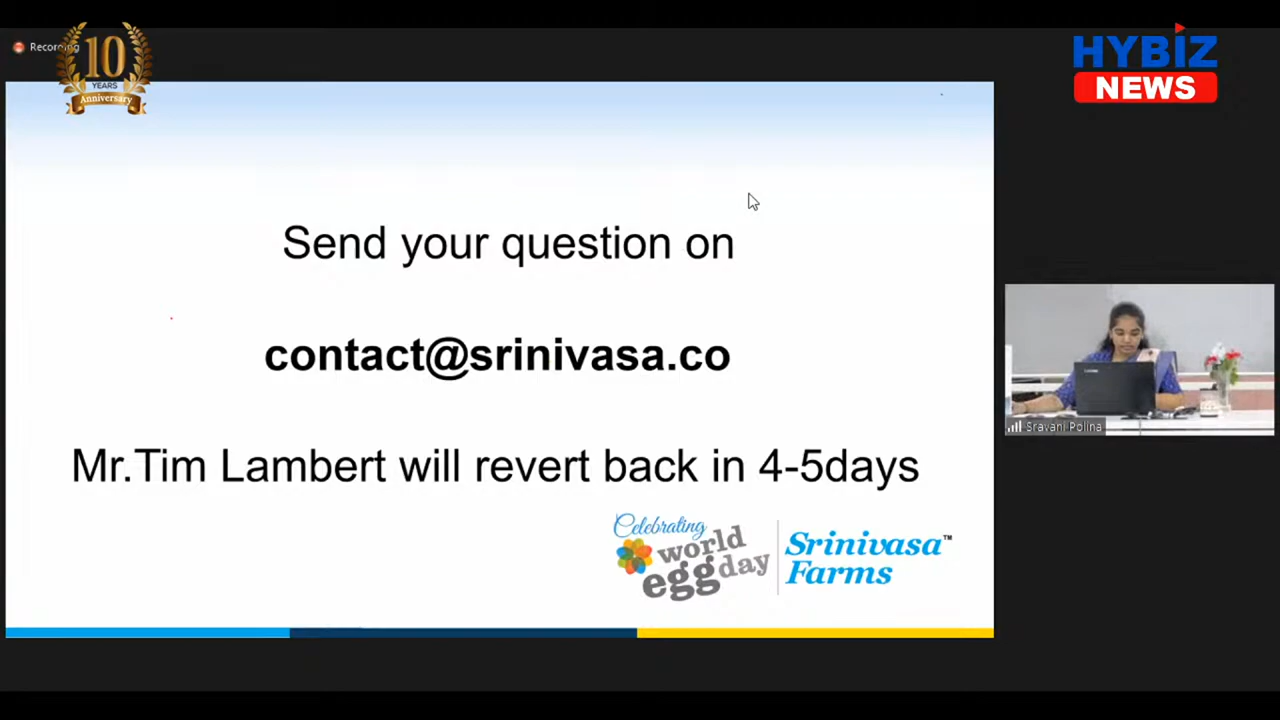 Recording
10
YEARS
Anniversary
HYBIZ
NEWS
Send your question on
contact@srinivasa.co
Mr.Tim Lambert will revert back in 4-5days
Sravani Polina
Celebrating
world
egg day
Srinivasa™
Farms